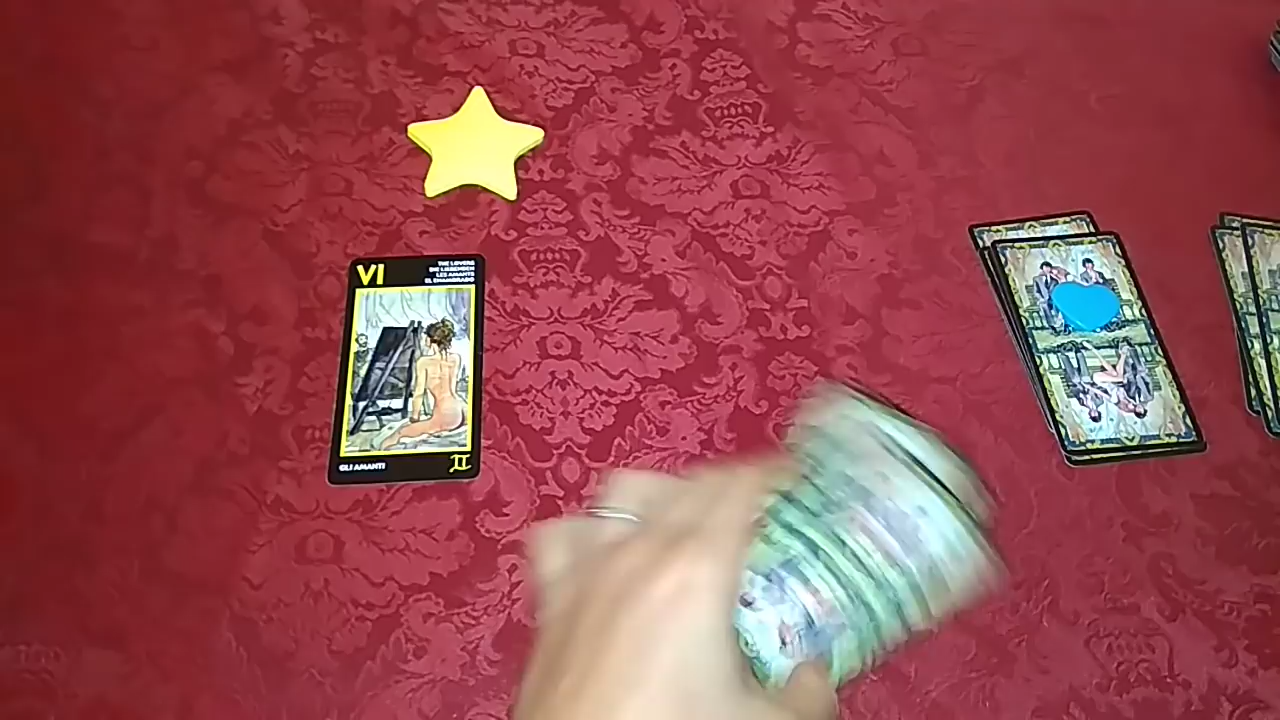 VI
THE LOVERS
DIE LIEBENDEN
LES AMANTS
EL ENAMORADO
GLI AMANTI